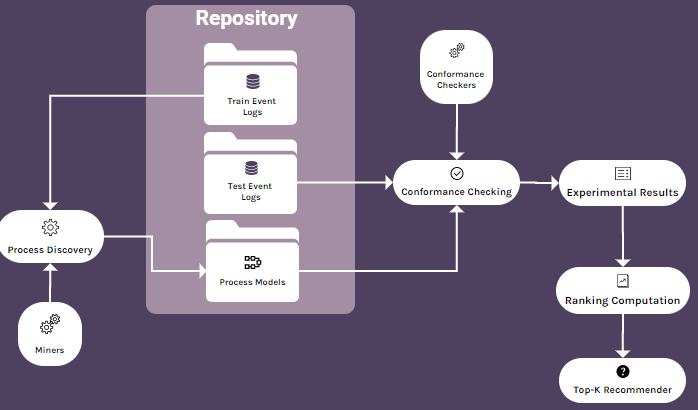 Repository
Train Event
Logs
Test Event
Logs
Process Models
Process Discovery
Miners
Conformance
Checkers
Conformance Checking
Experimental Results
Ranking Computation
Top-K Recommender